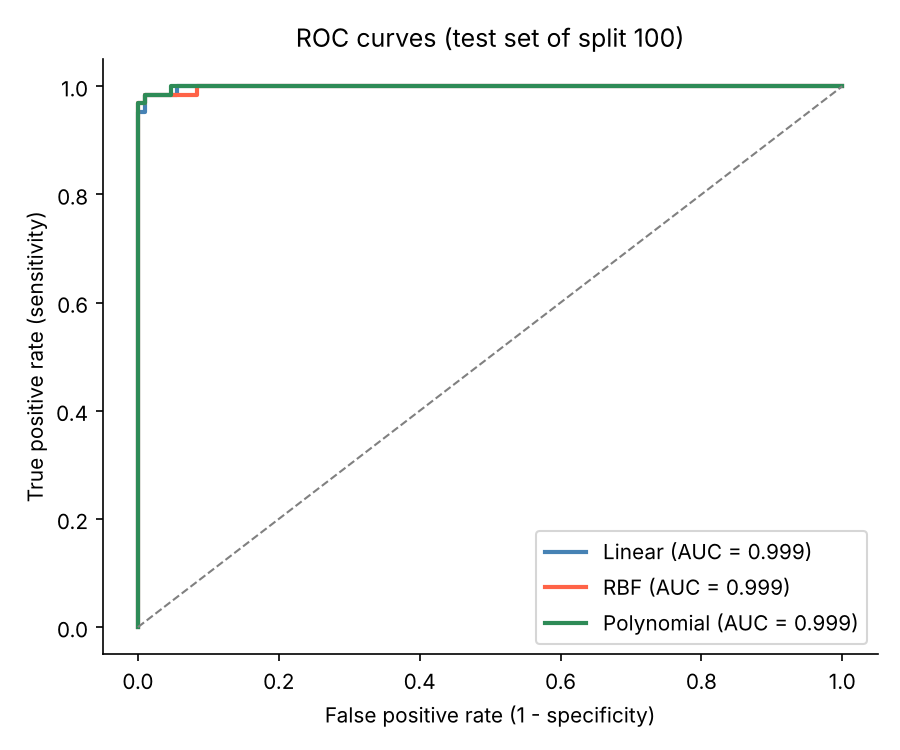 ROC curves (test set of split 100)
1.0
0.8
0.6
0.4
0.2
0.0
True positive rate (sensitivity)
Linear (AUC = 0.999)
RBF (AUC = 0.999)
Polynomial (AUC = 0.999)
0.0 0.2 0.4 0.6 0.8 1.0
False positive rate (1 - specificity)